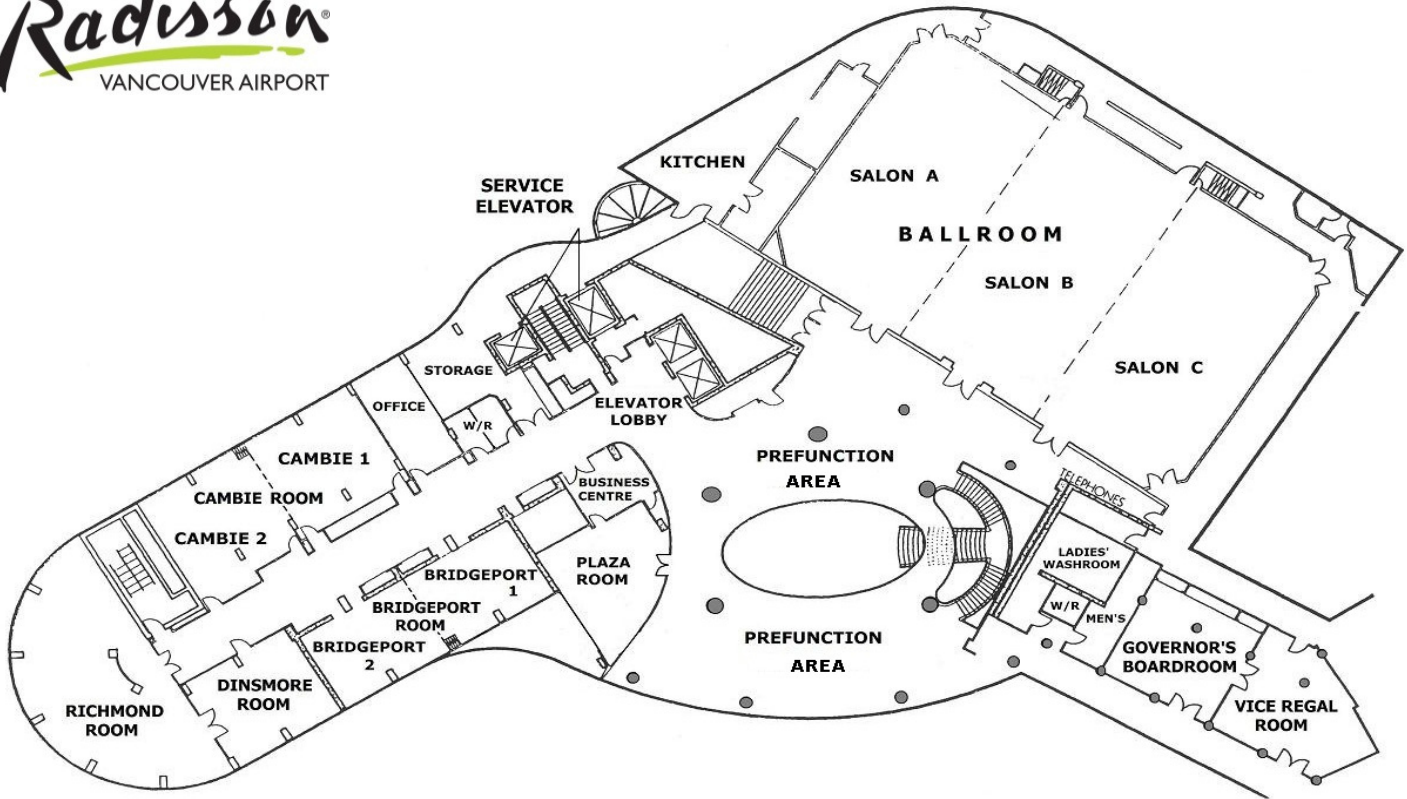 Radisson®
VANCOUVER AIRPORT
KITCHEN
SERVICE
ELEVATOR
SALON A
BALLROOM
SALON B
SALON C
STORAGE
OFFICE
W/R
ELEVATOR
LOBBY
CAMBIE 1
CAMBIE ROOM
CAMBIE 2
PREFUNCTION
AREA
TELEPHONES
BUSINESS
CENTRE
PLAZA
ROOM
BRIDGEPORT
1
BRIDGEPORT
ROOM
BRIDGEPORT
2
LADIES'
WASHROOM
W/R
MEN'S
PREFUNCTION
AREA
GOVERNOR'S
BOARDROOM
DINSMORE
ROOM
RICHMOND
ROOM
VICE REGAL
ROOM